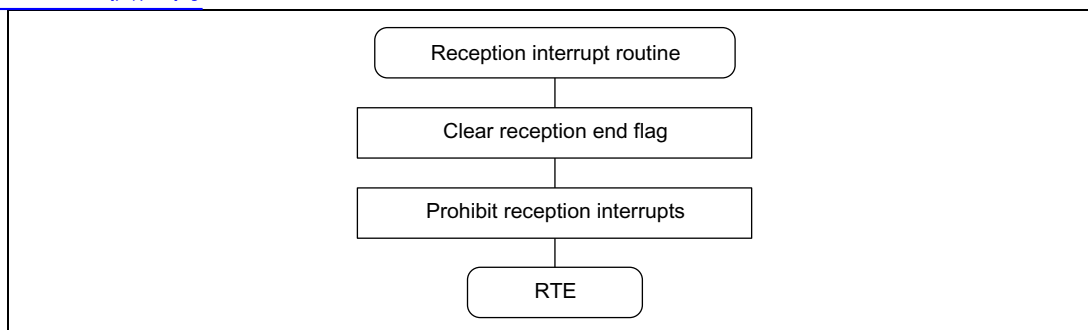 Reception interrupt routine
Clear reception end flag
Prohibit reception interrupts
RTE